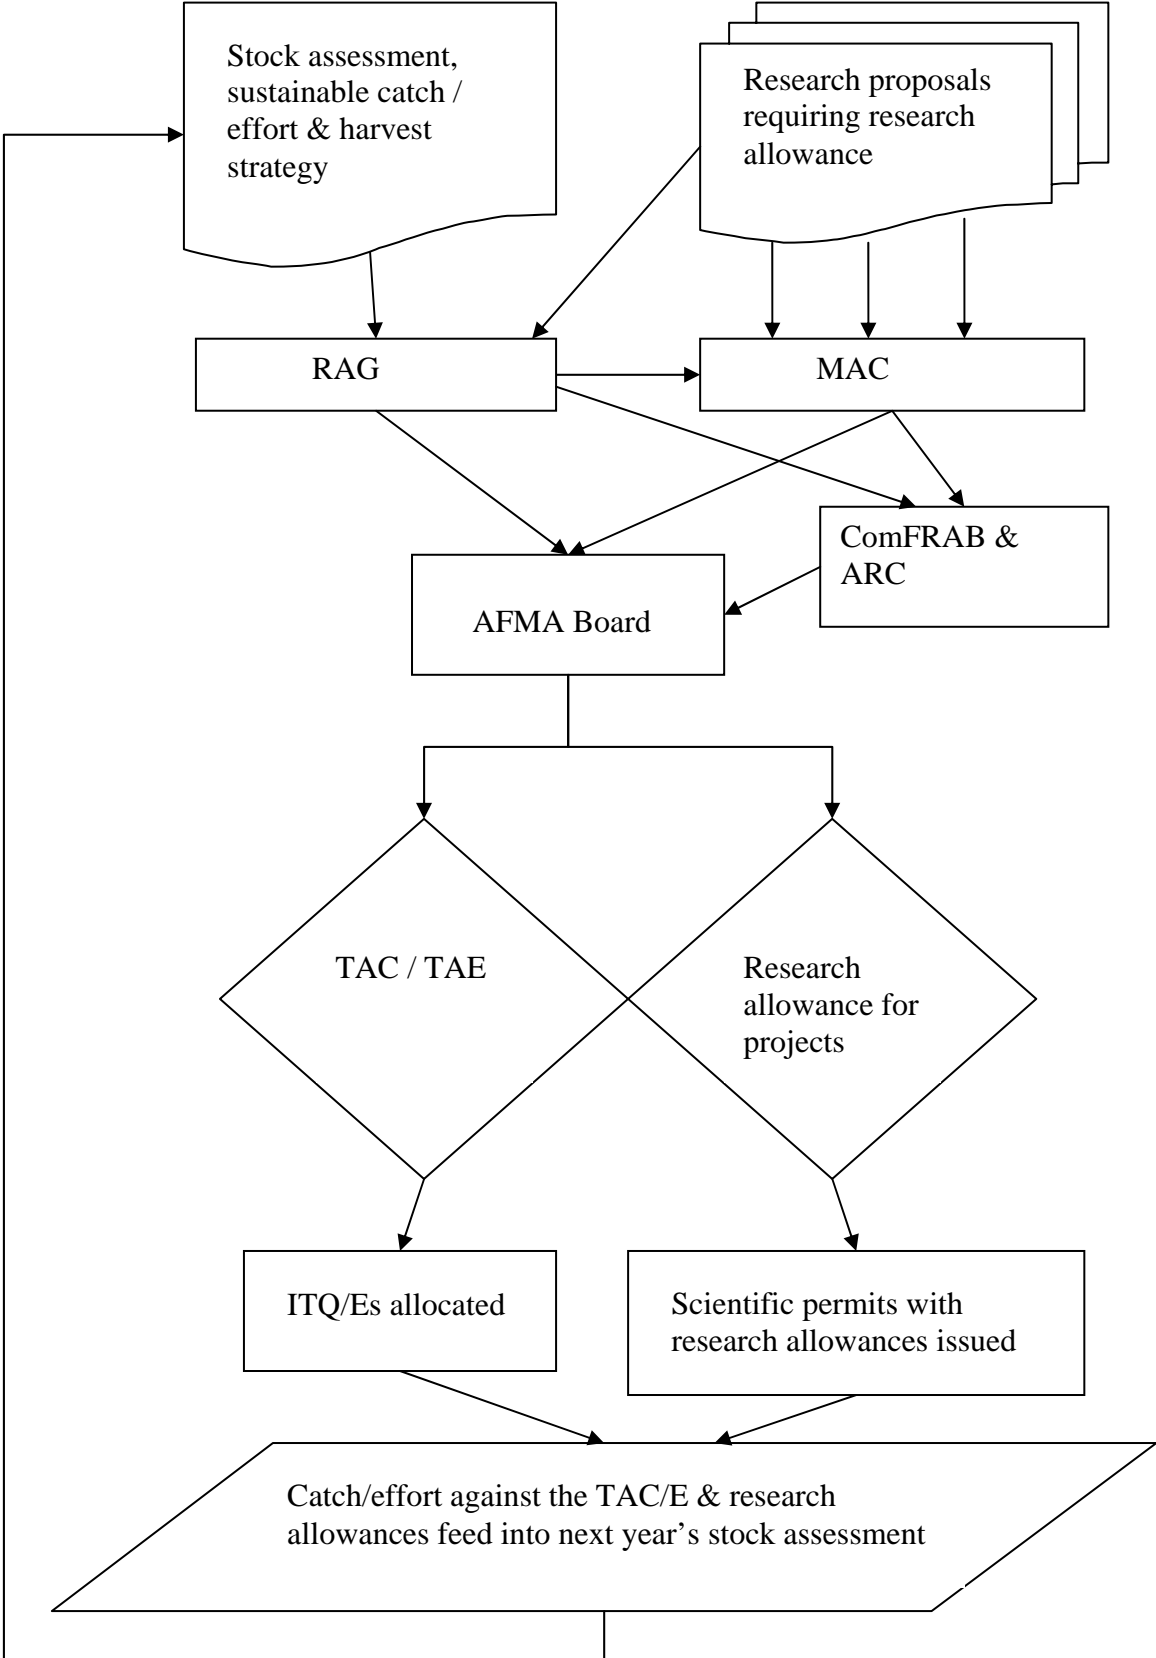 Stock assessment,
sustainable catch /
effort & harvest
strategy
Research proposals
requiring research
allowance
RAG
MAC
ComFRAB &
ARC
AFMA Board
TAC / TAE
Research
allowance for
projects
ITQ/Es allocated
Scientific permits with
research allowances issued
Catch/effort against the TAC/E & research
allowances feed into next year’s stock assessment